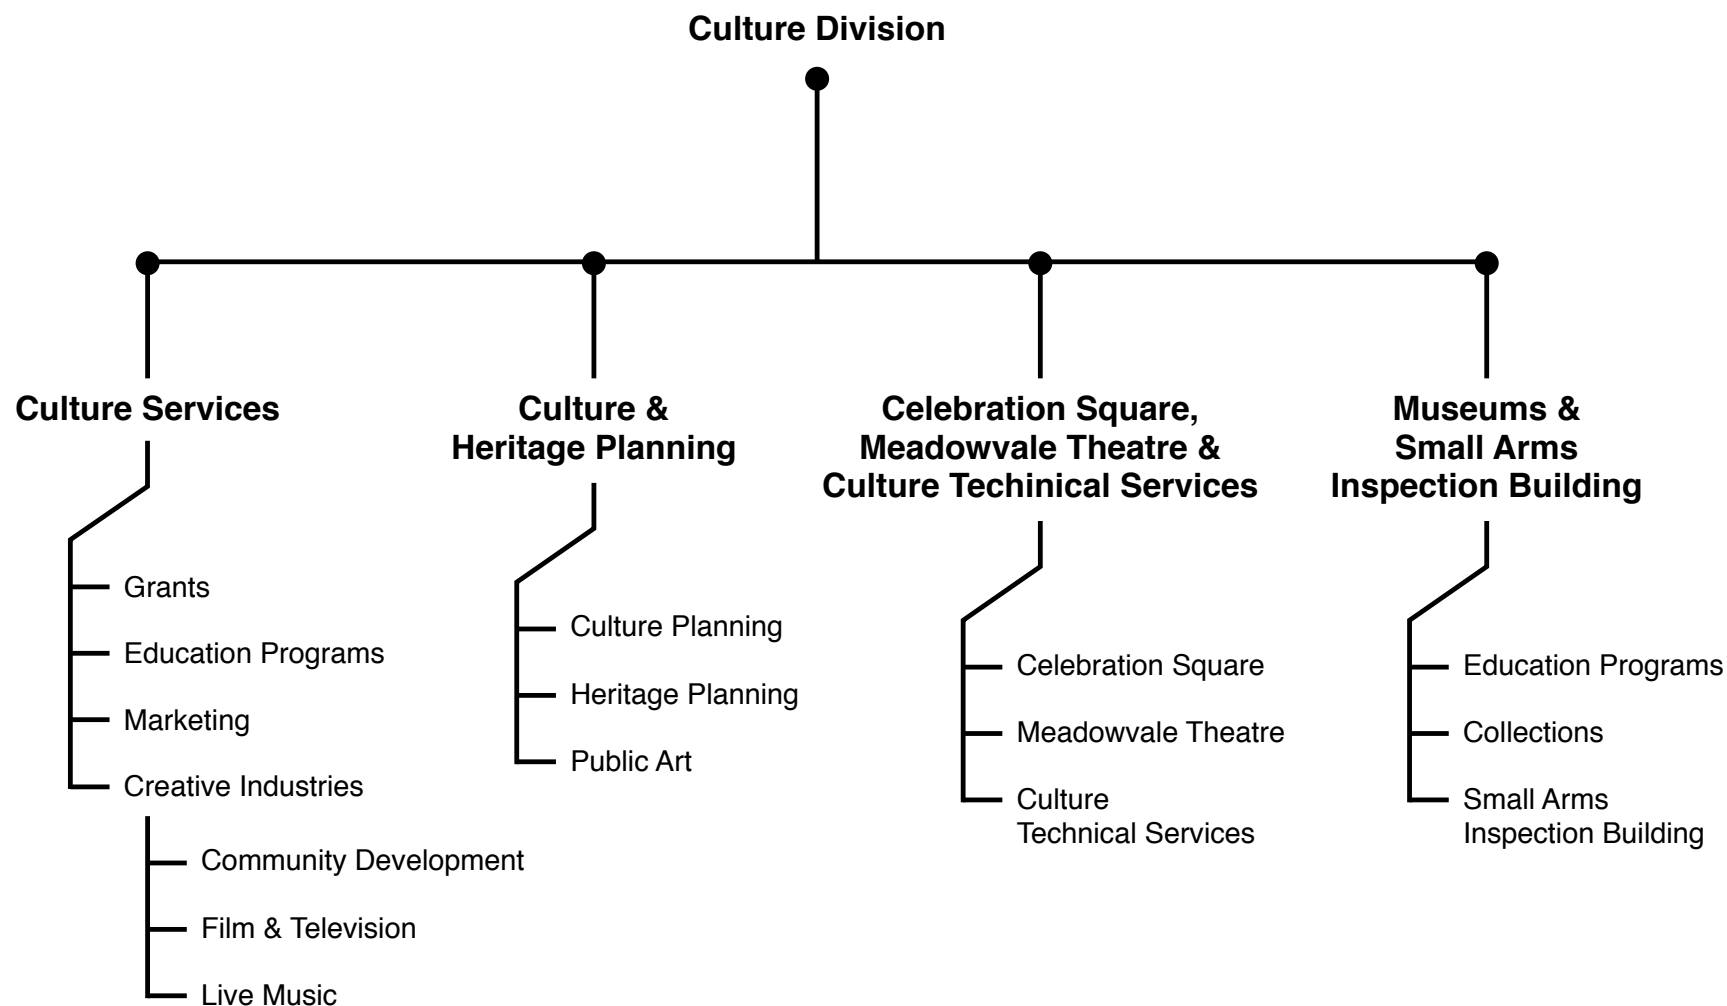 Culture Division
Culture Services
Grants
Education Programs
Marketing
Creative Industries
Community Development
Film & Television
Live Music
Culture &
Heritage Planning
Culture Planning
Heritage Planning
Public Art
Celebration Square,
Meadowvale Theatre &
Culture Techinical Services
Celebration Square
Meadowvale Theatre
Culture
Technical Services
Museums &
Small Arms
Inspection Building
Education Programs
Collections
Small Arms
Inspection Building